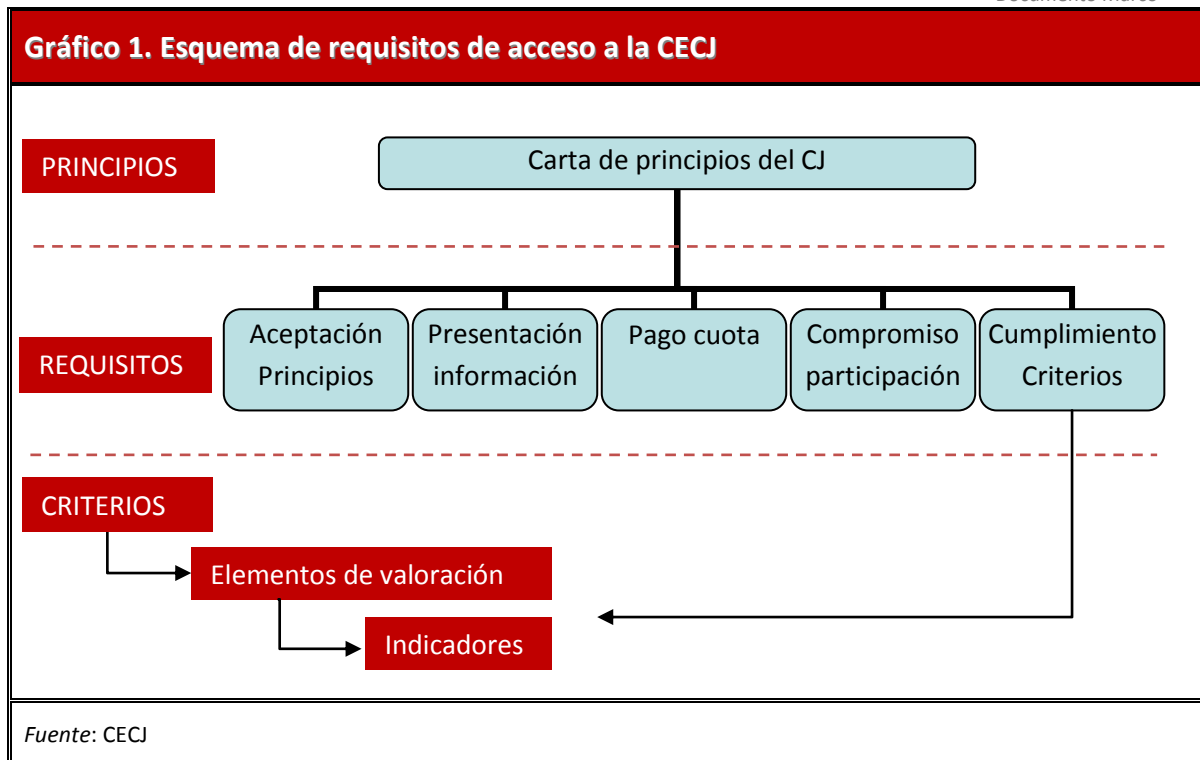 Gráfico 1. Esquema de requisitos de acceso a la CECJ
PRINCIPIOS
Carta de principios del CJ
REQUISITOS
Aceptación
Principios
Presentación
información
Pago cuota
Compromiso
participación
Cumplimiento
Criterios
CRITERIOS
Elementos de valoración
Indicadores
Fuente: CECJ